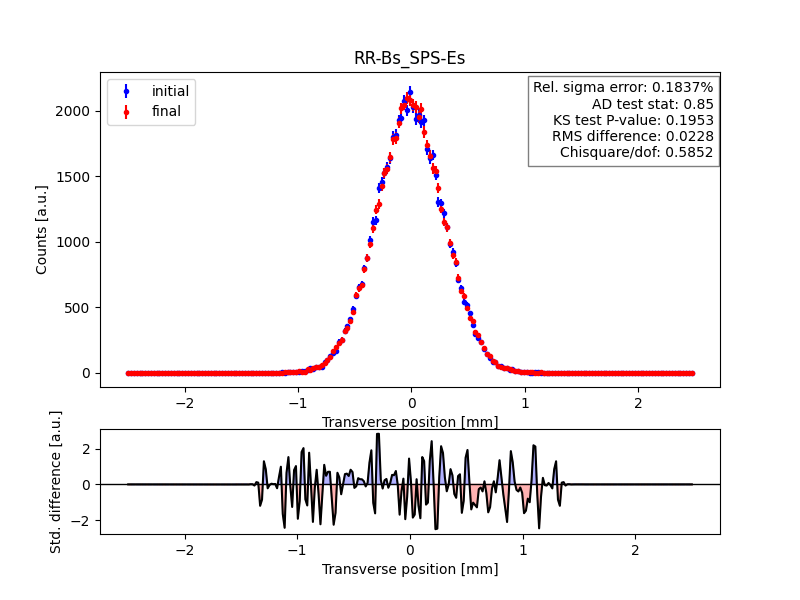 RR-Bs_SPS-Es
initial
final
Rel. sigma error: 0.1837%
AD test stat: 0.85
KS test P-value: 0.1953
RMS difference: 0.0228
Chisquare/dof: 0.5852
Counts [a.u.]
2000
1500
1000
500
0
−2 −1 0 1 2
Transverse position [mm]
Std. difference [a.u.]
2
0
−2
−2 −1 0 1 2
Transverse position [mm]